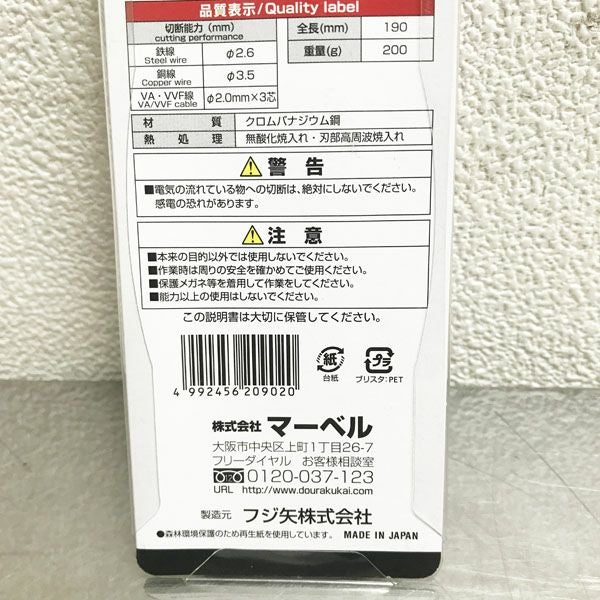 品質表示/Quality label
切断能力(mm)
cutting performance
鉄線
Steel wire
φ2.6
銅線
Copper wire
φ3.5
VA・VVF線
VA/VVF cable
φ2.0mm×3芯
全長(mm) 190
重量(g) 200
材質 クロムバナジウム鋼
熱処理 無酸化焼入れ・刃部高周波焼入れ
警告
■電気の流れている物への切断は、絶対にしないでください。
感電の恐れがあります。
注意
■本来の目的以外では使用しないでください。
■作業時は周りの安全を確かめてご使用ください。
■保護メガネ等を着用して作業をしてください。
■能力以上の使用はしないでください。
この説明書は大切に保管してください。
4 992456 209020
紙
台紙
プラ
ブリスタ:PET
株式会社 マーベル
大阪市中央区上町1丁目26-7
フリーダイヤル お客様相談室
0120-037-123
URL http://www.dourakukai.com
製造元 フジ矢株式会社
●森林環境保護のため再生紙を使用しています。 MADE IN JAPAN